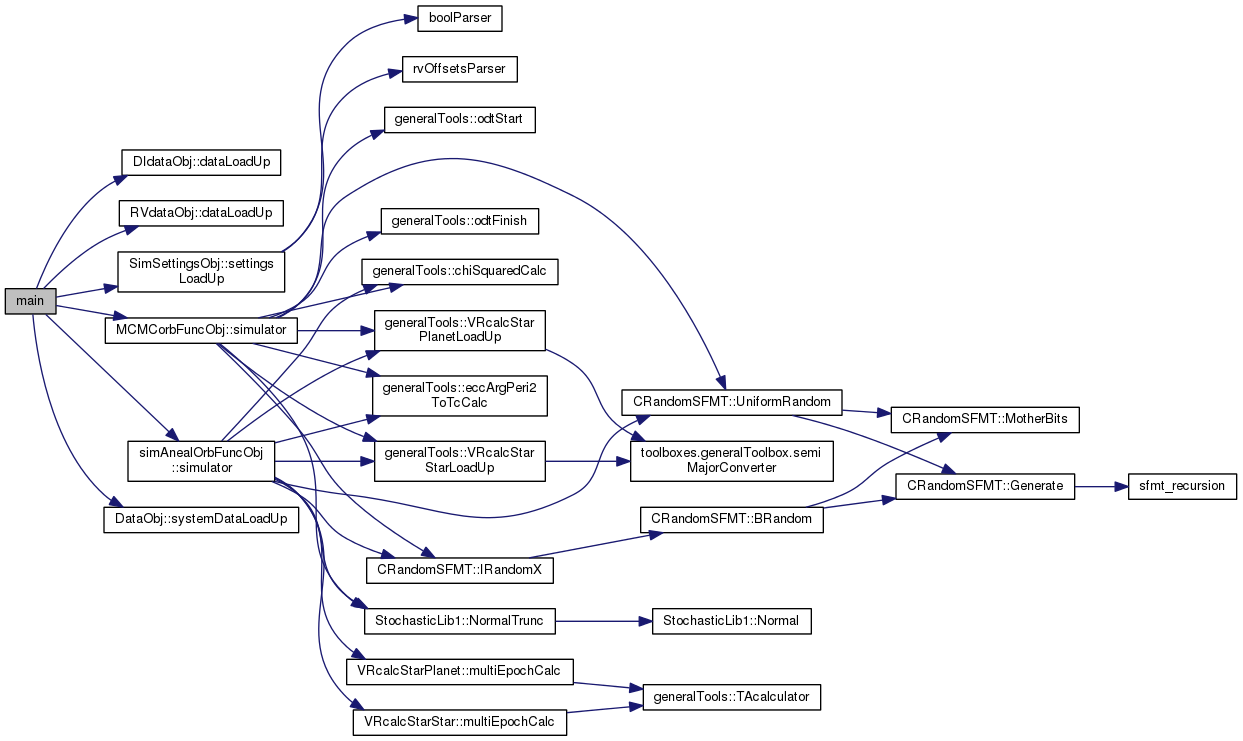 main
DIdataObj::dataLoadUp
RVdataObj::dataLoadUp
SimSettingsObj::settings
LoadUp
MCMCorbFuncObj::simulator
simAnealOrbFuncObj
::simulator
DataObj::systemDataLoadUp
boolParser
rvOffsetsParser
generalTools::odtStart
generalTools::odtFinish
generalTools::chiSquaredCalc
generalTools::VRcalcStar
PlanetLoadUp
generalTools::eccArgPeri2
ToTcCalc
generalTools::VRcalcStar
StarLoadUp
CRandomSFMT::IRandomX
StochasticLib1::NormalTrunc
VRcalcStarPlanet::multiEpochCalc
VRcalcStarStar::multiEpochCalc
CRandomSFMT::UniformRandom
toolboxes.generalToolbox.semi
MajorConverter
CRandomSFMT::BRandom
StochasticLib1::Normal
generalTools::TAcalculator
CRandomSFMT::MotherBits
CRandomSFMT::Generate
sfmt_recursion